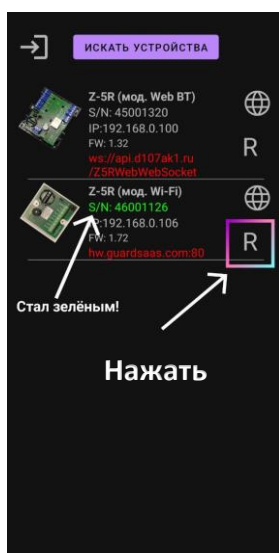 ИСКАТЬ УСТРОЙСТВА
Z-5R (мод. Web BT)
S/N: 45001320
IP:192.168.0.100
FW: 1.32
R
ws://api.d107ak1.ru
/Z5RWebWebSocket
Z-5R (мод. Wi-Fi)
S/N: 46001126
IP:192.168.0.106
FW: 1.72
R
hw.guardsaas.com:80
Стал зелёным!
Нажать